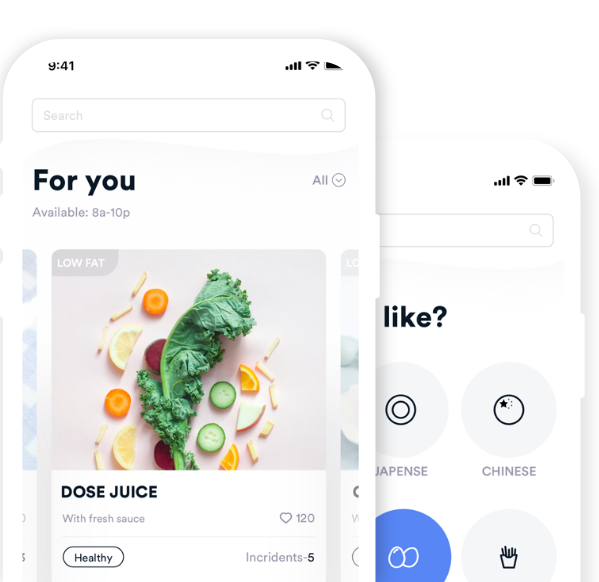 9:41
Search
For you
All
Available: 8a-10p
LOW FAT
LO
DOSE JUICE
With fresh sauce
120
Healthy
Incridents-5
like?
JAPENSE
CHINESE